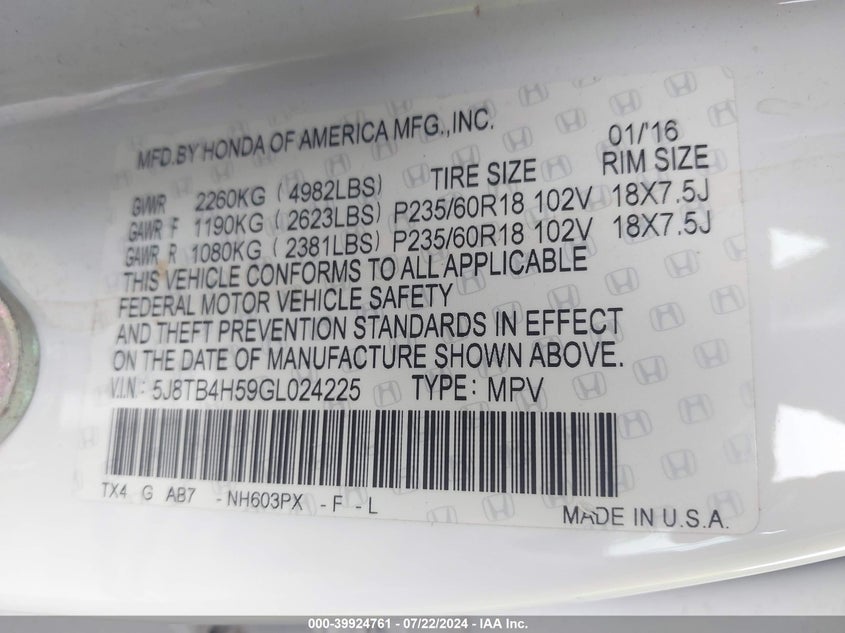 MFD.BY HONDA OF AMERICA MFG.,INC. 01/'16
TIRE SIZE RIM SIZE
GVWR 2260KG (4982LBS)
GAWR F 1190KG (2623LBS) P235/60R18 102V 18X7.5J
GAWR R 1080KG (2381LBS) P235/60R18 102V 18X7.5J
THIS VEHICLE CONFORMS TO ALL APPLICABLE
FEDERAL MOTOR VEHICLE SAFETY
AND THEFT PREVENTION STANDARDS IN EFFECT
ON THE DATE OF MANUFACTURE SHOWN ABOVE.
V.I.N.: 5J8TB4H59GL024225 TYPE: MPV
TX4 G AB7 -NH603PX -F -L
MADE IN U.S.A.
000-39924761 - 07/22/2024 - IAA Inc.